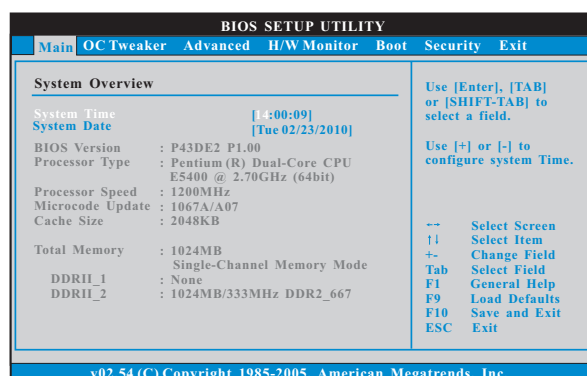 BIOS SETUP UTILITY
Main OC Tweaker Advanced H/W Monitor Boot Security Exit
System Overview
System Time [14:00:09]
System Date [Tue 02/23/2010]
BIOS Version : P43DE2 P1.00
Processor Type : Pentium (R) Dual-Core CPU
E5400 @ 2.70GHz (64bit)
Processor Speed : 1200MHz
Microcode Update : 1067A/A07
Cache Size : 2048KB
Total Memory : 1024MB
Single-Channel Memory Mode
DDRII_1 : None
DDRII_2 : 1024MB/333MHz DDR2_667
Use [Enter], [TAB]
or [SHIFT-TAB] to
select a field.
Use [+] or [-] to
configure system Time.
←→ Select Screen
↑↓ Select Item
+- Change Field
Tab Select Field
F1 General Help
F9 Load Defaults
F10 Save and Exit
ESC Exit
v02.54 (C) Copyright 1985-2005, American Megatrends, Inc.